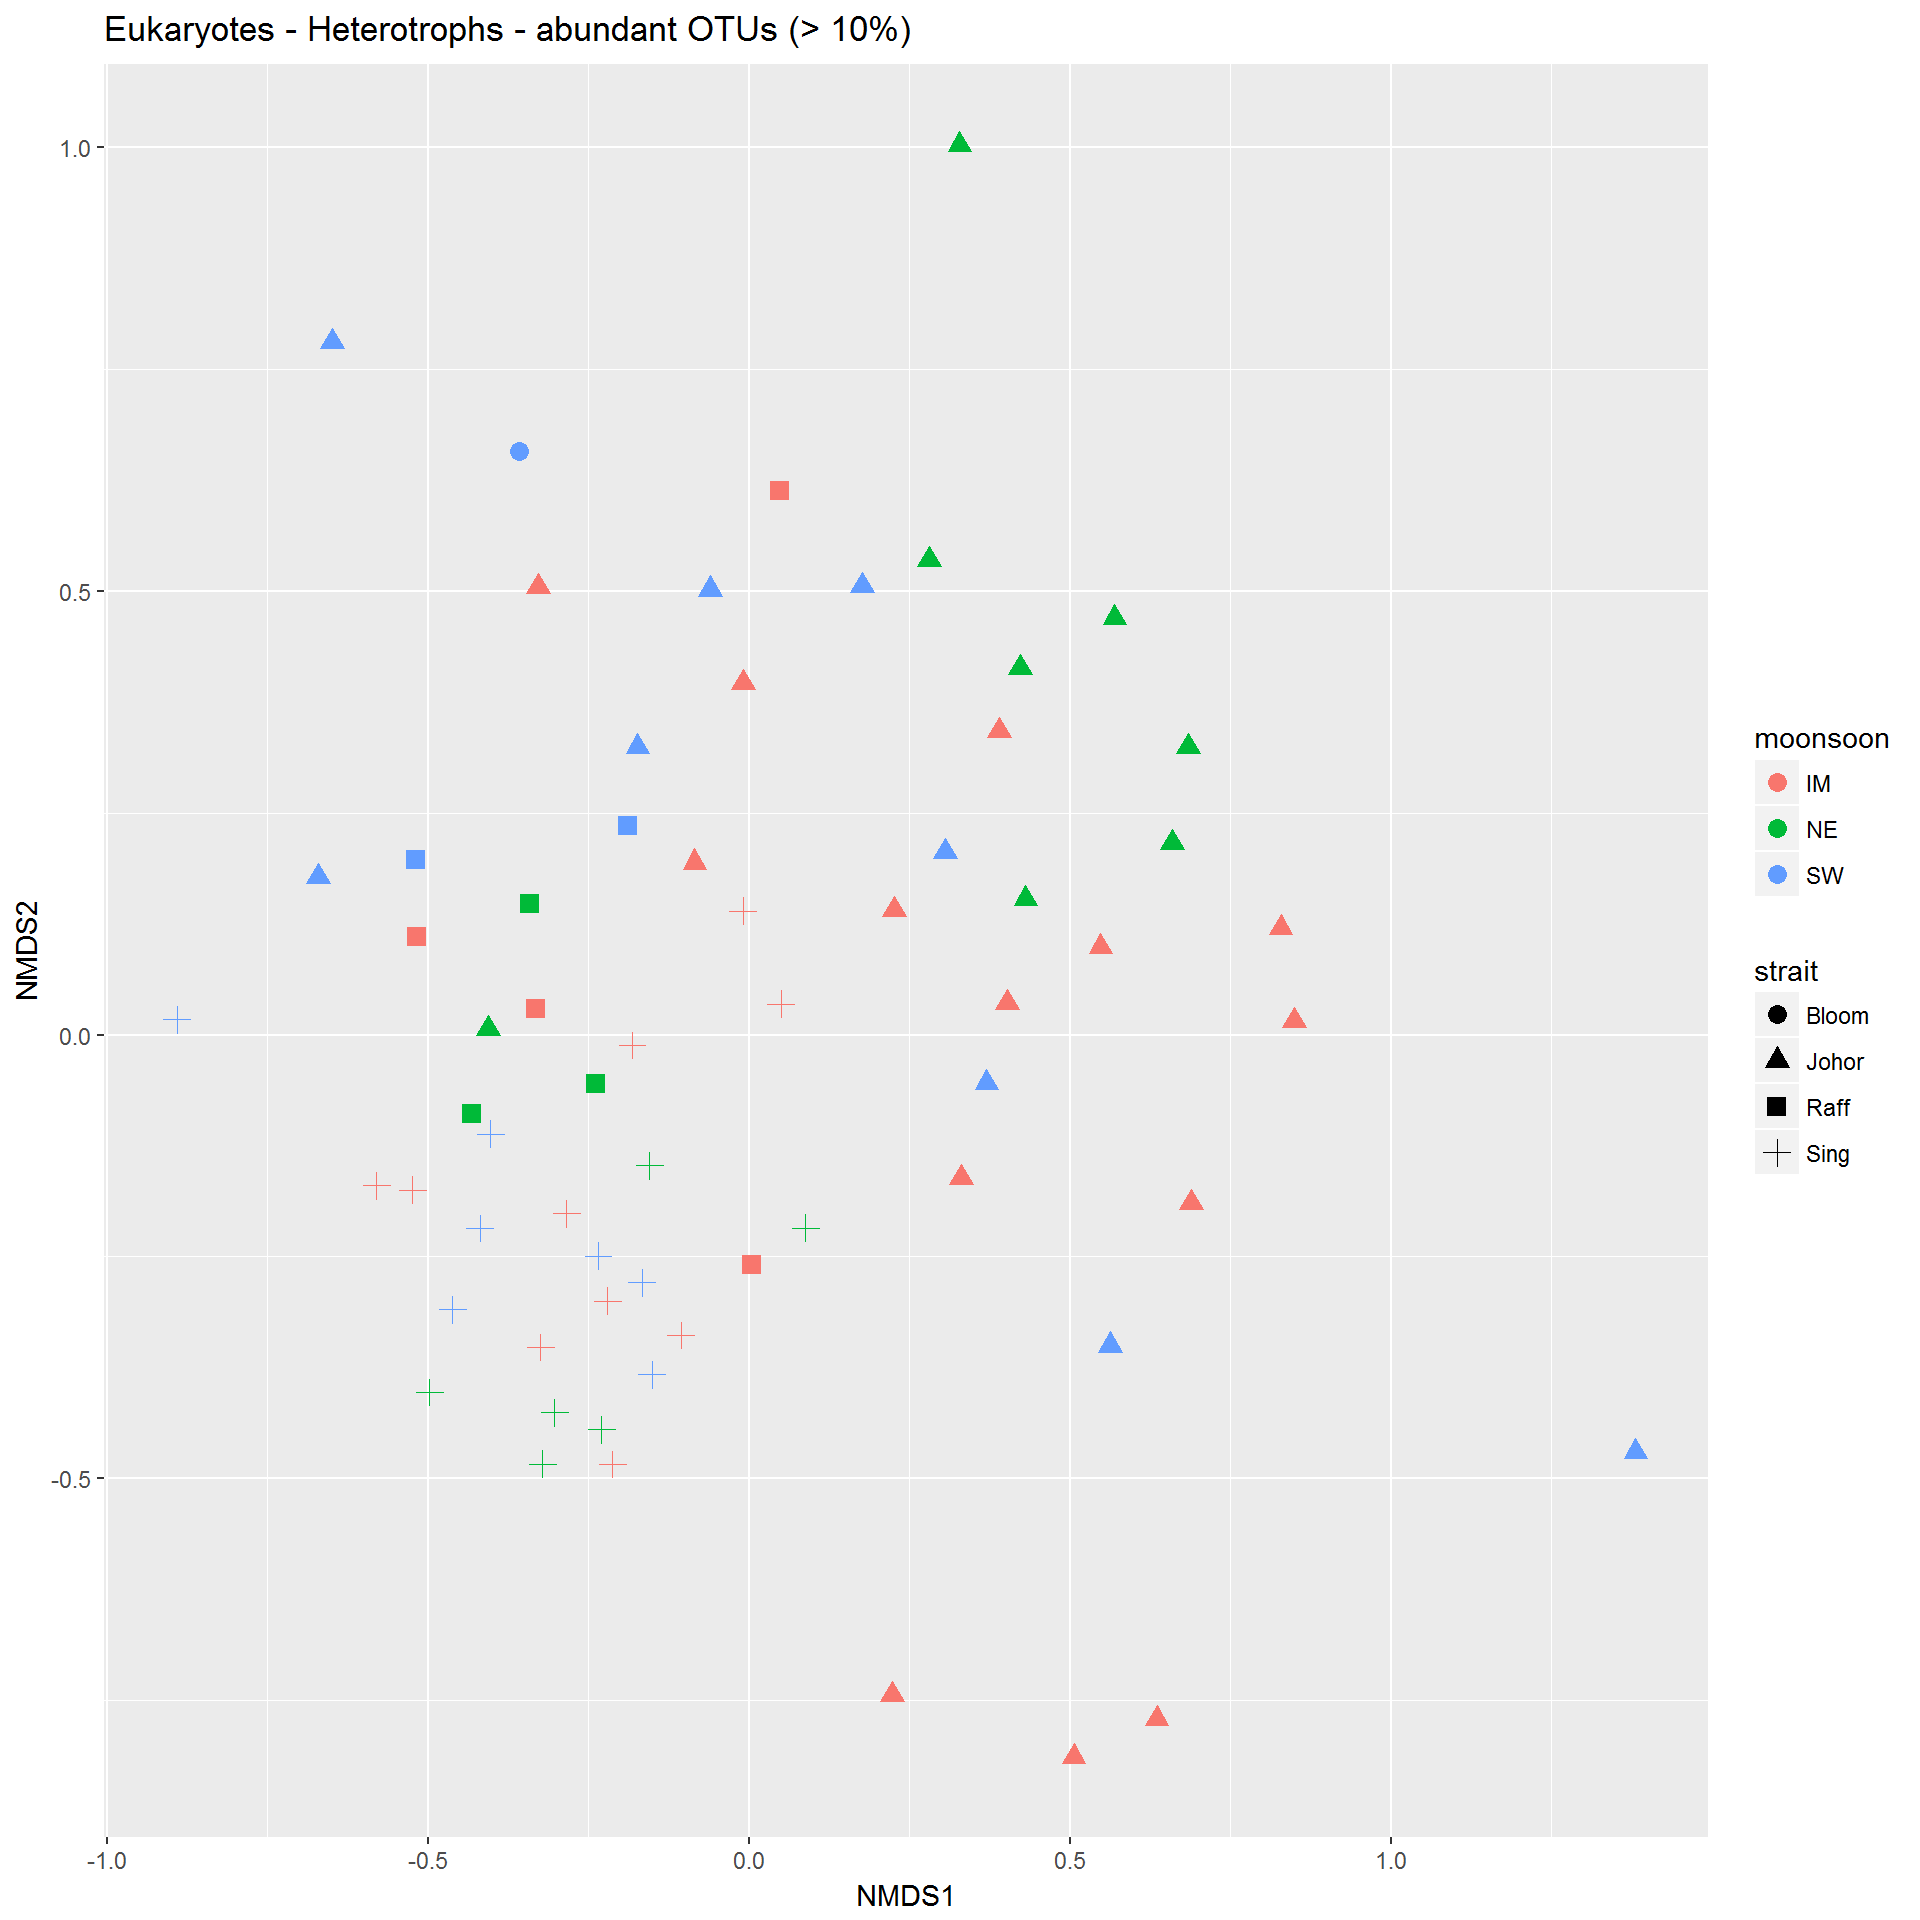 Eukaryotes - Heterotrophs - abundant OTUs (> 10%)
1.0
0.5
0.0
-0.5
NMDS2
-1.0
-0.5
0.0
0.5
1.0
NMDS1
moonsoon
IM
NE
SW
strait
Bloom
Johor
Raff
Sing